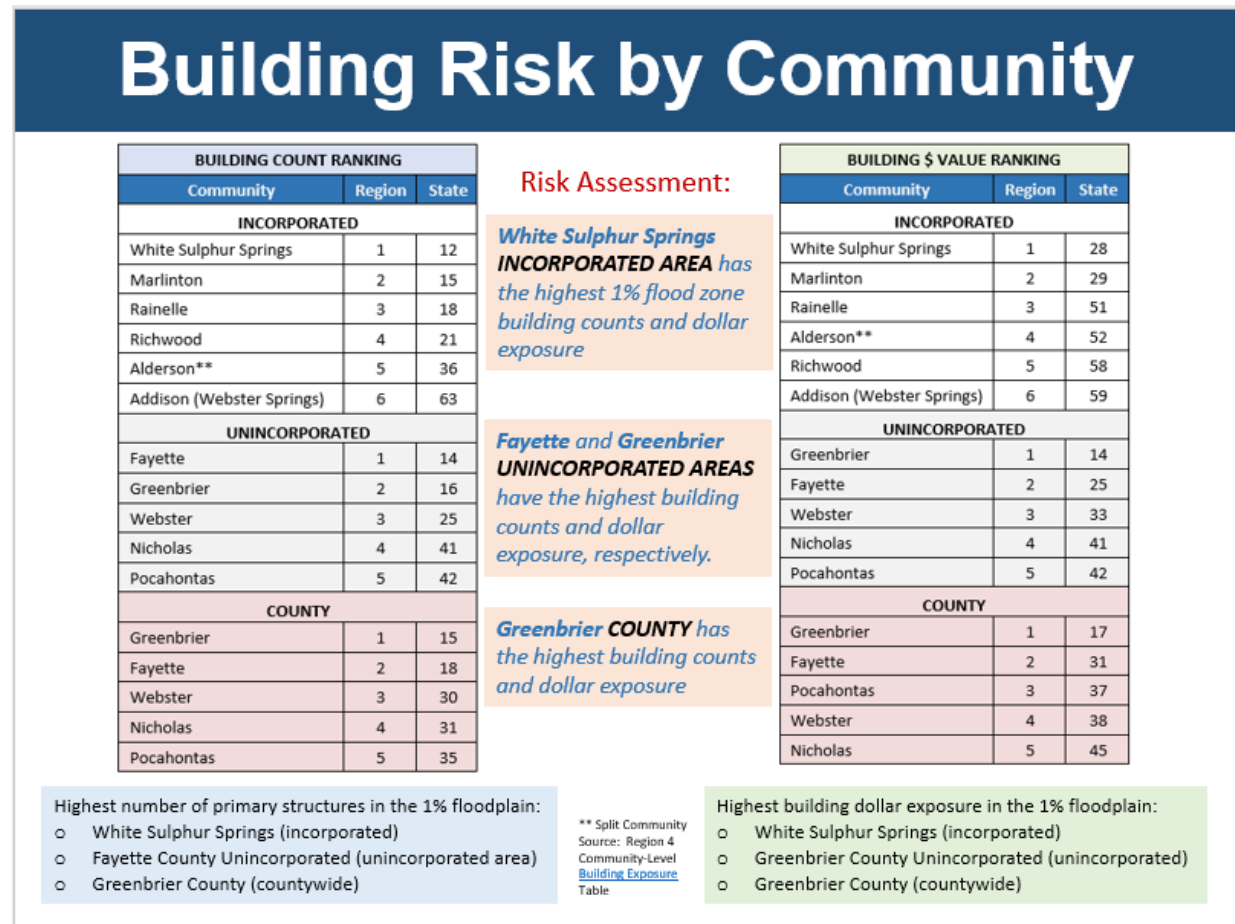 Building Risk by Community
BUILDING COUNT RANKING
Community Region State
INCORPORATED
White Sulphur Springs 1 12
Marlinton 2 15
Rainelle 3 18
Richwood 4 21
Alderson** 5 36
Addison (Webster Springs) 6 63
UNINCORPORATED
Fayette 1 14
Greenbrier 2 16
Webster 3 25
Nicholas 4 41
Pocahontas 5 42
COUNTY
Greenbrier 1 15
Fayette 2 18
Webster 3 30
Nicholas 4 31
Pocahontas 5 35
Risk Assessment:
White Sulphur Springs
INCORPORATED AREA has
the highest 1% flood zone
building counts and dollar
exposure
Fayette and Greenbrier
UNINCORPORATED AREAS
have the highest building
counts and dollar
exposure, respectively.
Greenbrier COUNTY has
the highest building counts
and dollar exposure
BUILDING $ VALUE RANKING
Community Region State
INCORPORATED
White Sulphur Springs 1 28
Marlinton 2 29
Rainelle 3 51
Alderson** 4 52
Richwood 5 58
Addison (Webster Springs) 6 59
UNINCORPORATED
Greenbrier 1 14
Fayette 2 25
Webster 3 33
Nicholas 4 41
Pocahontas 5 42
COUNTY
Greenbrier 1 17
Fayette 2 31
Pocahontas 3 37
Webster 4 38
Nicholas 5 45
Highest number of primary structures in the 1% floodplain:
o White Sulphur Springs (incorporated)
o Fayette County Unincorporated (unincorporated area)
o Greenbrier County (countywide)
** Split Community
Source: Region 4
Community-Level
Building Exposure
Table
Highest building dollar exposure in the 1% floodplain:
o White Sulphur Springs (incorporated)
o Greenbrier County Unincorporated (unincorporated)
o Greenbrier County (countywide)